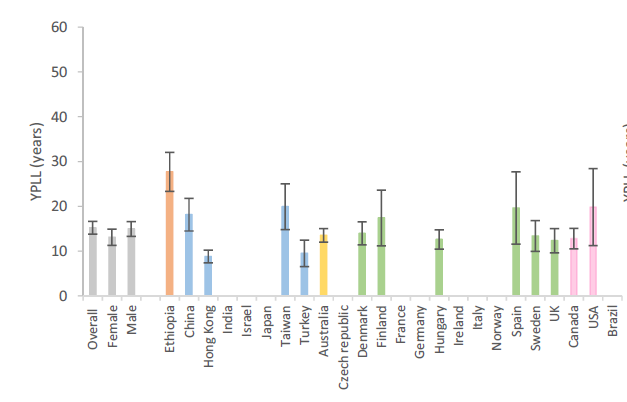 60
50
40
30
20
10
0
YPLL (years)
Overall
Female
Male
Ethiopia
China
Hong Kong
India
Israel
Japan
Taiwan
Turkey
Australia
Czech republic
Denmark
Finland
France
Germany
Hungary
Ireland
Italy
Norway
Spain
Sweden
UK
Canada
USA
Brazil